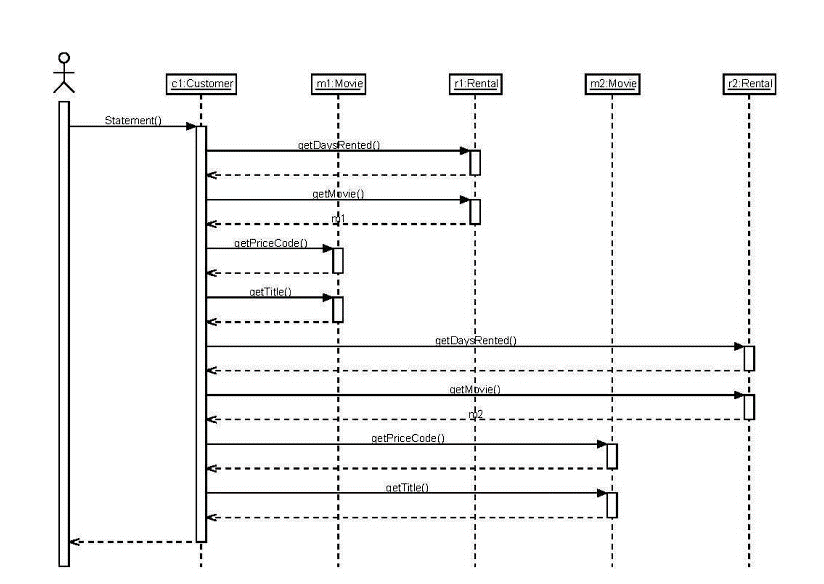 c1:Customer
m1:Movie
r1:Rental
m2:Movie
r2:Rental
Statement()
getDaysRented()
getMovie()
m1
getPriceCode()
getTitle()
getDaysRented()
getMovie()
m2
getPriceCode()
getTitle()